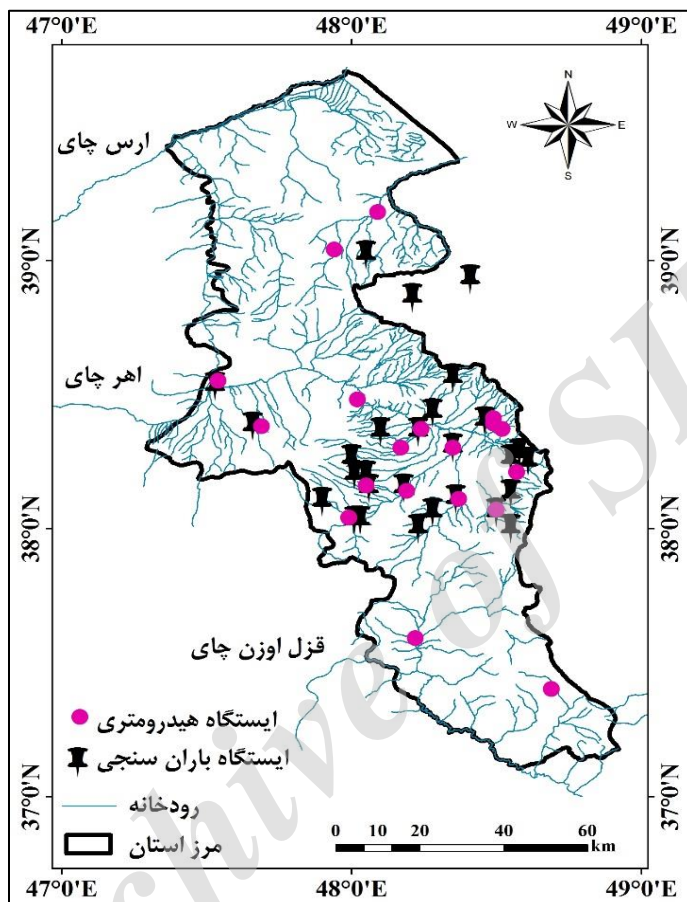 47°0'E 48°0'E 49°0'E
N
W E
S
ارس چای
39°0'N 39°0'N
اهر چای
38°0'N 38°0'N
قزل اوزن چای
ایستگاه هیدرومتری
ایستگاه باران سنجی
رودخانه
مرز استان
0 10 20 40 60
km
37°0'N 37°0'N
47°0'E 48°0'E 49°0'E